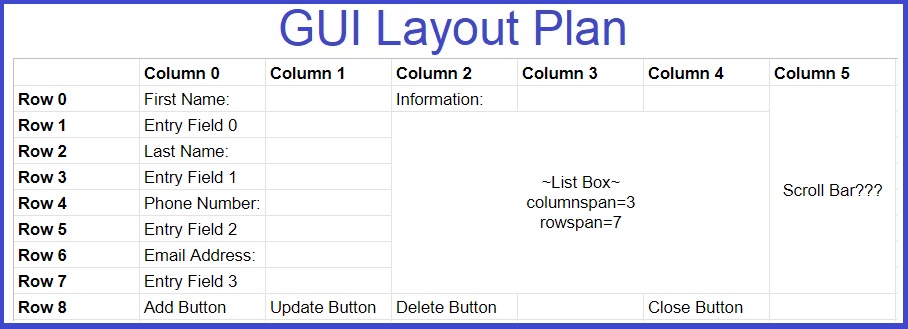 GUI Layout Plan
Column 0 Column 1 Column 2 Column 3 Column 4 Column 5
Row 0 First Name: Information:
Row 1 Entry Field 0
Row 2 Last Name:
Row 3 Entry Field 1
Row 4 Phone Number:
Row 5 Entry Field 2
Row 6 Email Address:
Row 7 Entry Field 3
~List Box~
columnspan=3
rowspan=7
Scroll Bar???
Row 8 Add Button Update Button Delete Button Close Button